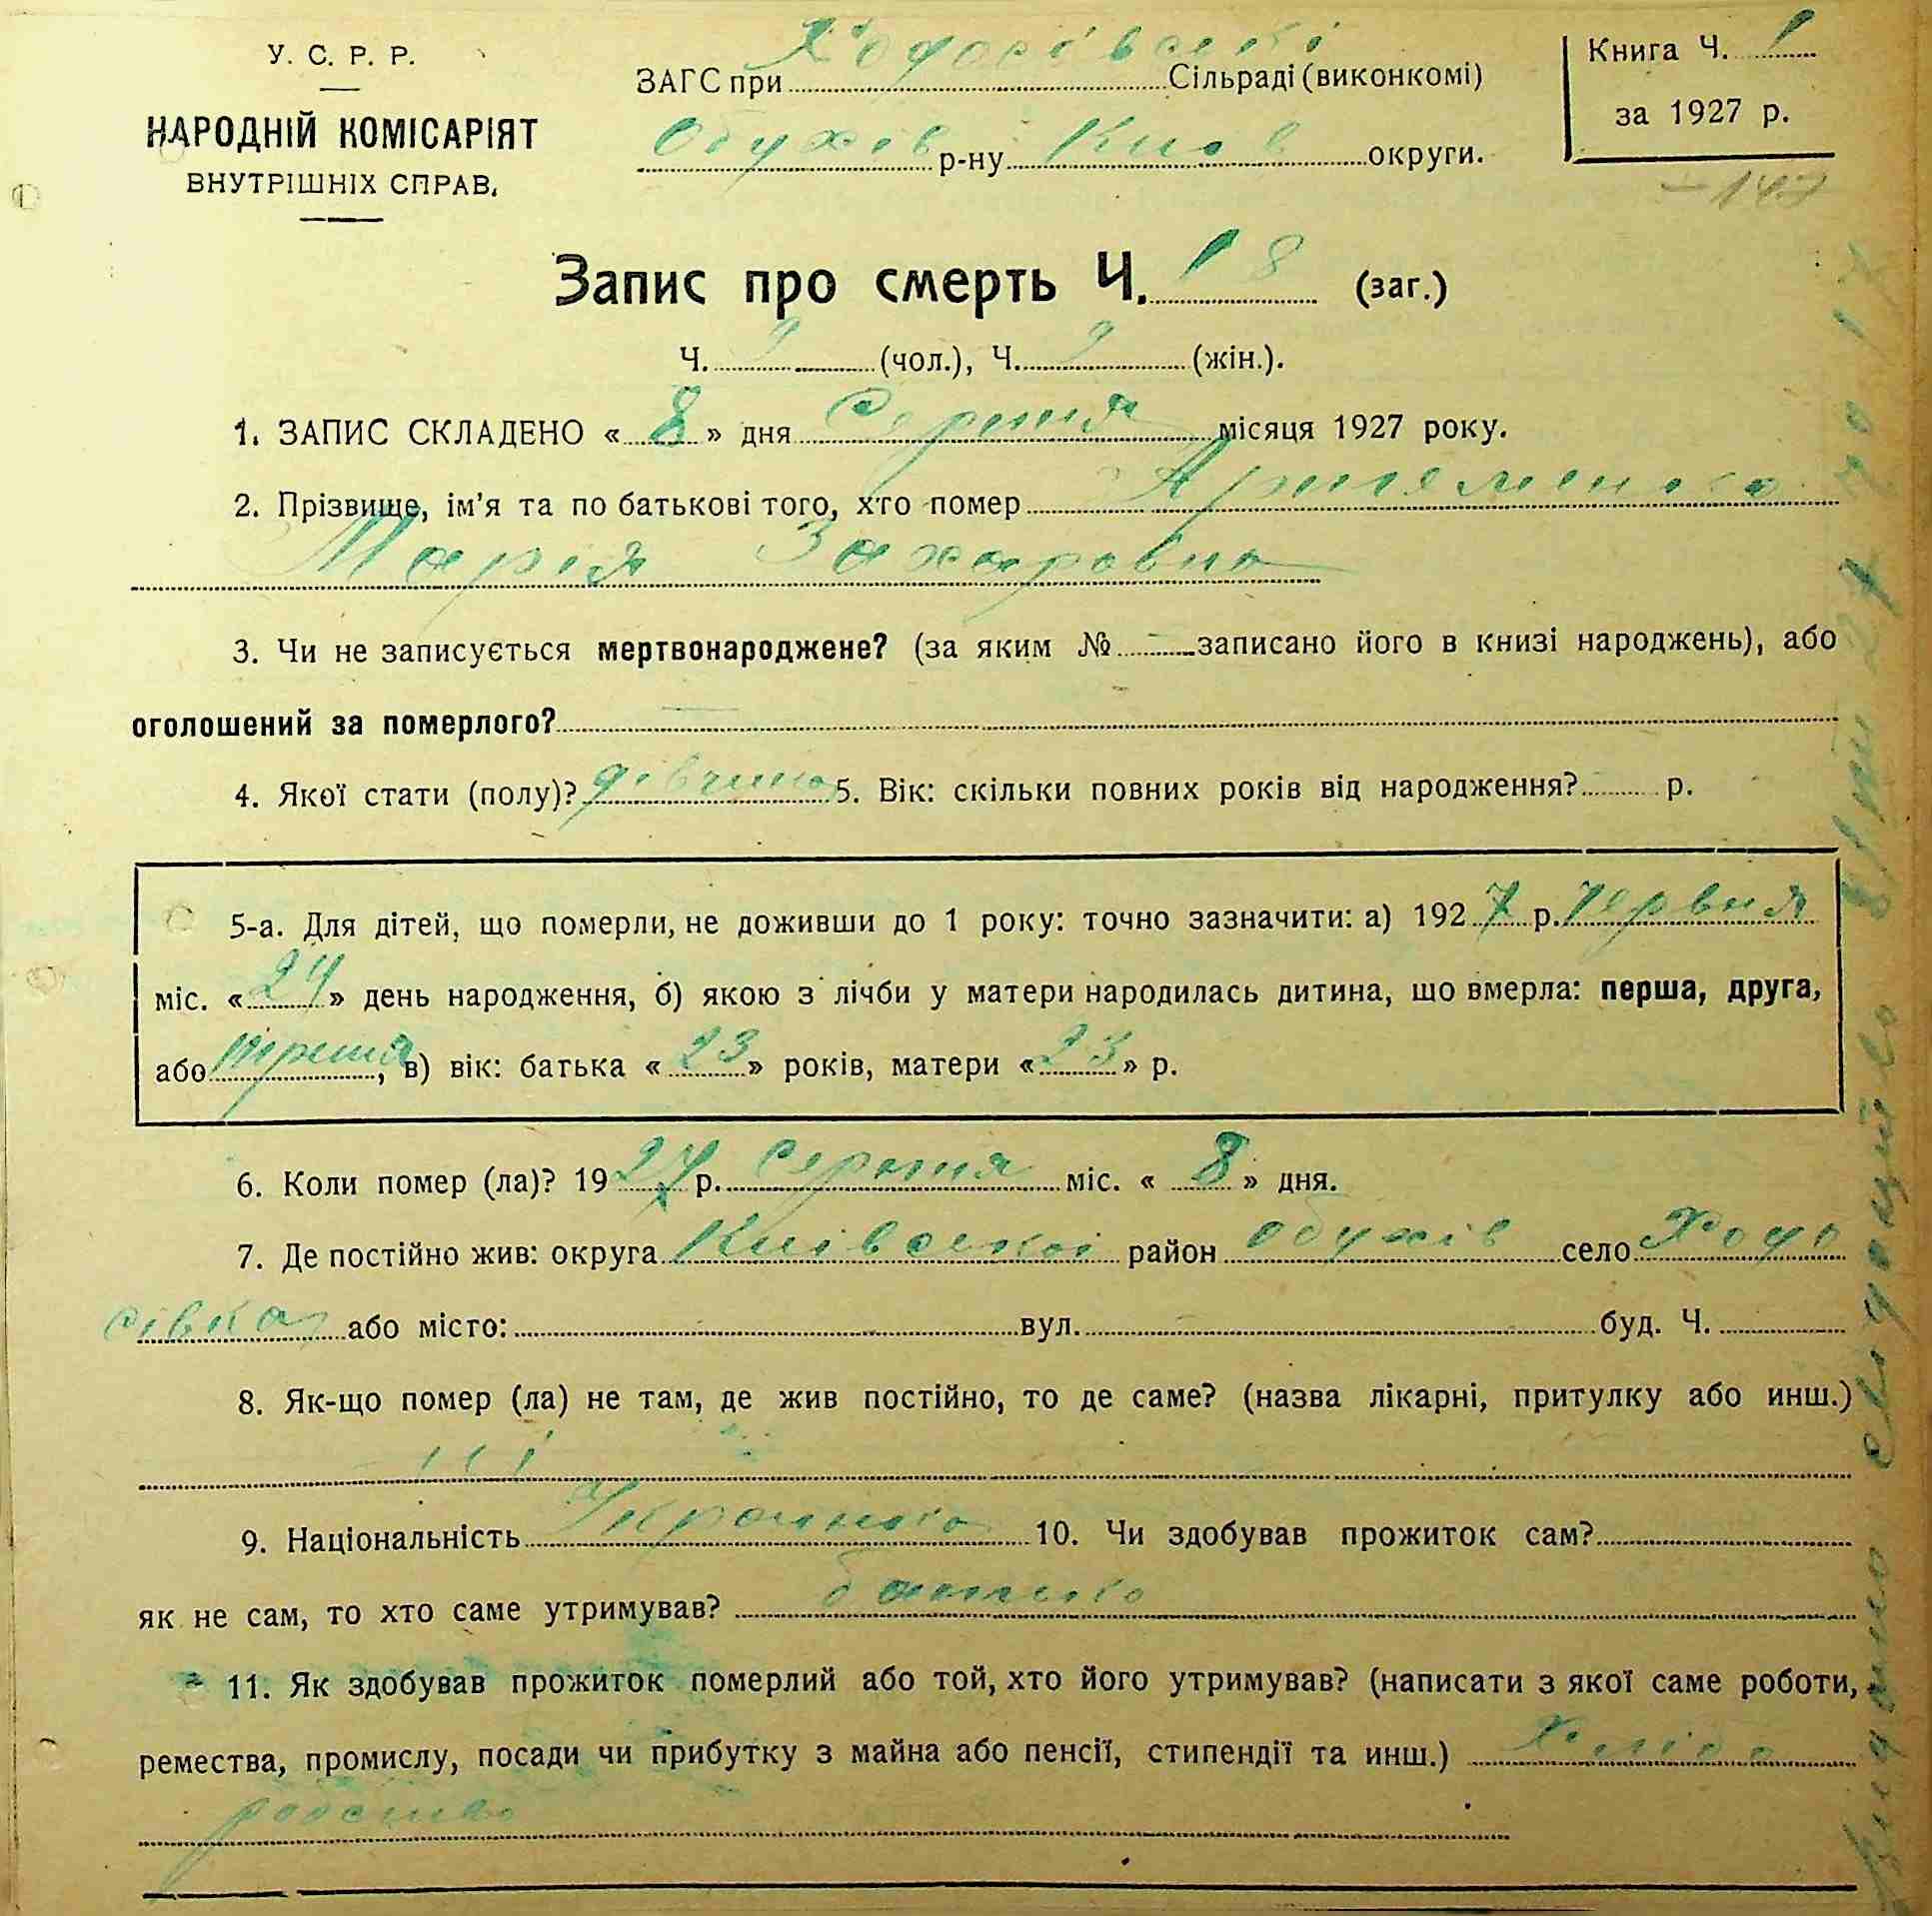 У. С. Р. Р.
НАРОДНІЙ КОМІСАРІЯТ
ВНУТРІШНІХ СПРАВ.
ЗАГС при Ходосівські Сільраді (виконкомі)
Обухів р-ну Київ округи.
Книга Ч. 1
за 1927 р.
– 147
Запис про смерть Ч. 18 (заг.)
Ч. 9 (чол.), Ч. 9 (жін.).
1. ЗАПИС СКЛАДЕНО « 8 » дня Серпня місяця 1927 року.
2. Прізвище, ім'я та по батькові того, хто помер Артеменко
Марія Захаровна
3. Чи не записується мертвонароджене? (за яким № — записано його в книзі народжень), або
оголошений за померлого?
4. Якої стати (полу)? дівчина 5. Вік: скільки повних років від народження? р.
5-а. Для дітей, що померли, не доживши до 1 року: точно зазначити: а) 1927 р. Червня
міс. « 24 » день народження, б) якою з лічби у матери народилась дитина, що вмерла: перша, друга,
або третя, в) вік: батька « 23 » років, матери « 23 » р.
6. Коли помер (ла)? 1927 р. Серпня міс. « 8 » дня.
7. Де постійно жив: округа Київської район Обухів село Ходо
сівка або місто: вул. буд. Ч.
8. Як-що помер (ла) не там, де жив постійно, то де саме? (назва лікарні, притулку або инш.)
9. Національність Українка 10. Чи здобував прожиток сам?
як не сам, то хто саме утримував? батько
11. Як здобував прожиток померлий або той, хто його утримував? (написати з якої саме роботи,
ремества, промислу, посади чи прибутку з майна або пенсії, стипендії та инш.) Хлібо
робство